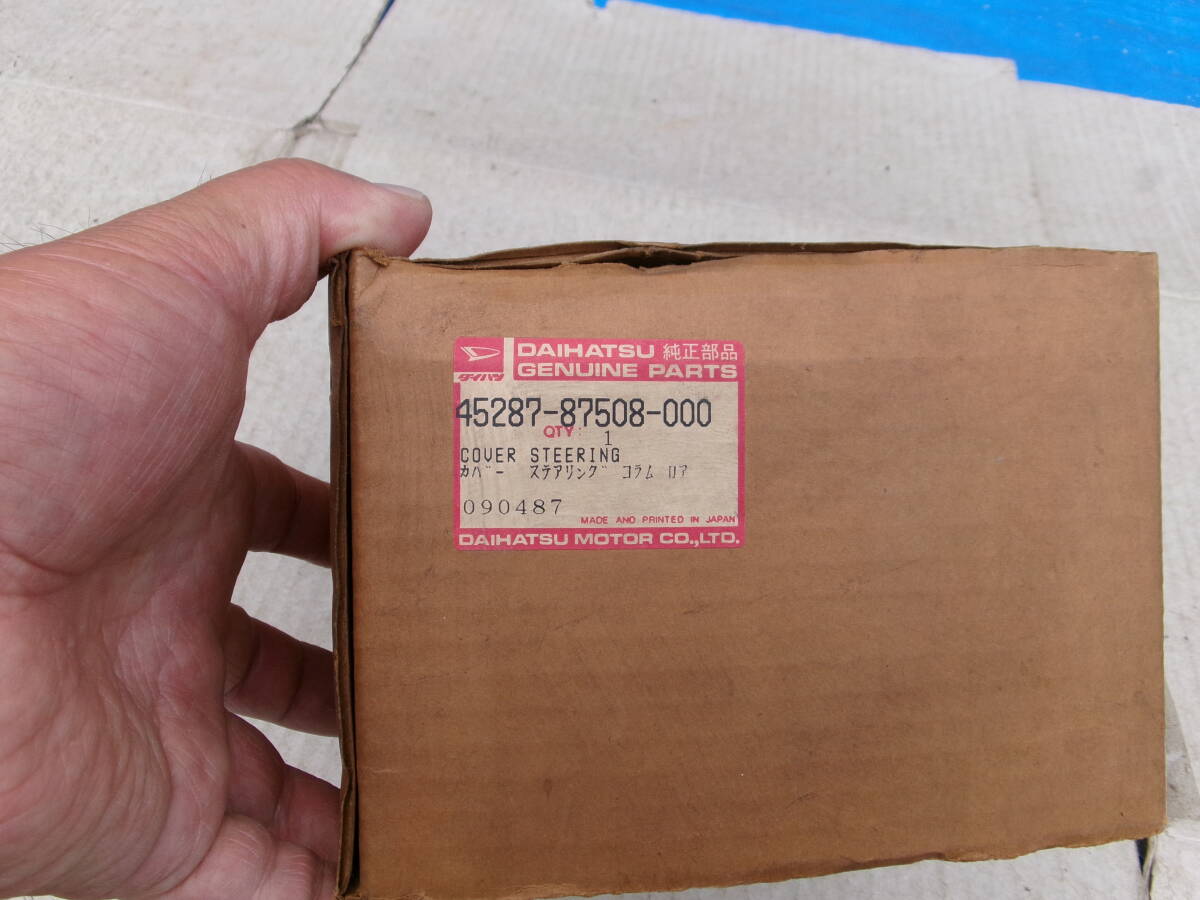 DAIHATSU 純正部品
ダイハツ
GENUINE PARTS
45287-87508-000
QTY 1
COVER STEERING
カバー ステアリング コラム ロア
090487
MADE AND PRINTED IN JAPAN
DAIHATSU MOTOR CO.,LTD.